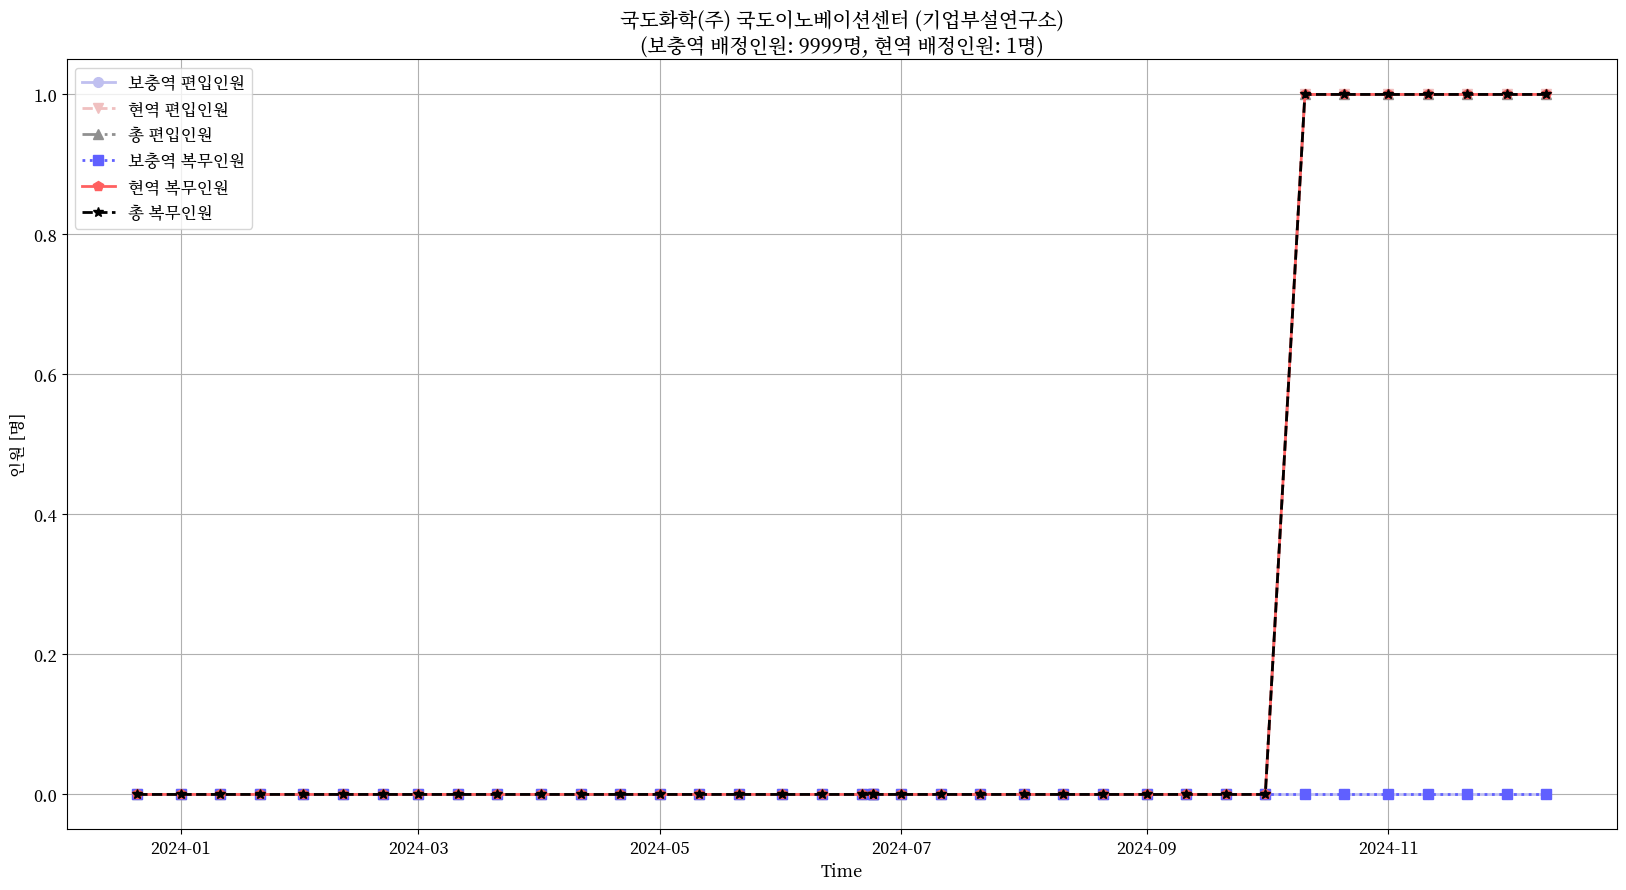 국도화학(주) 국도이노베이션센터 (기업부설연구소)
(보충역 배정인원: 9999명, 현역 배정인원: 1명)
보충역 편입인원
현역 편입인원
총 편입인원
보충역 복무인원
현역 복무인원
총 복무인원
1.0
0.8
0.6
0.4
0.2
0.0
인원 [명]
2024-01
2024-03
2024-05
2024-07
2024-09
2024-11
Time